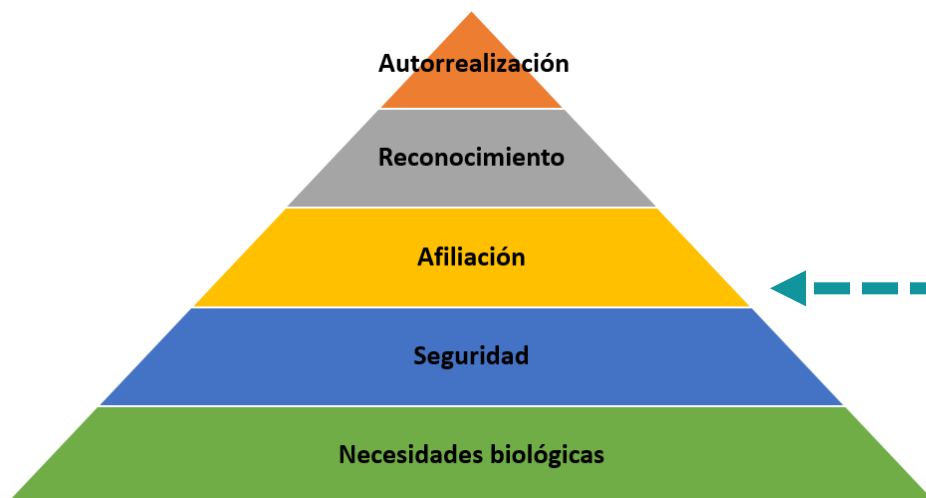 Autorrealización
Reconocimiento
Afiliación
Seguridad
Necesidades biológicas